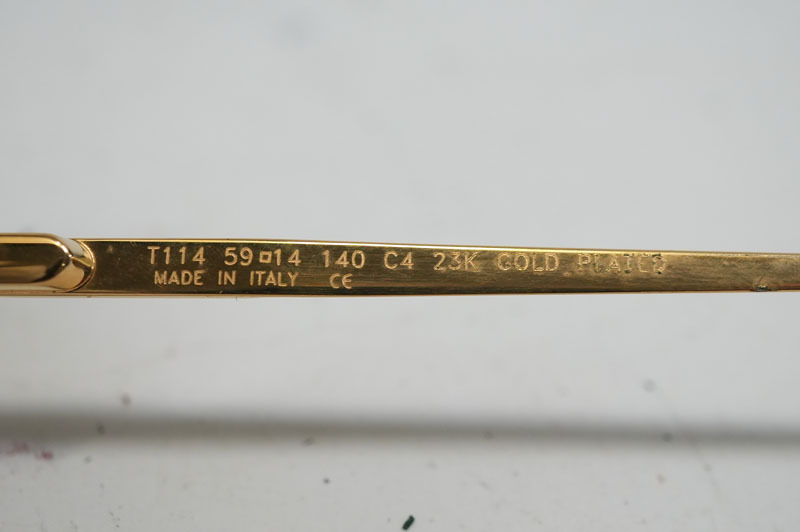 T114 59□14 140 C4 23K GOLD PLATED
MADE IN ITALY CE